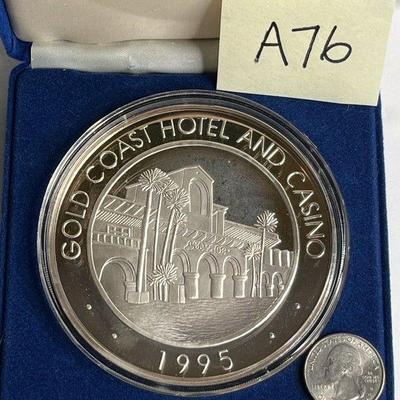 A76
GOLD COAST HOTEL AND CASINO
1995